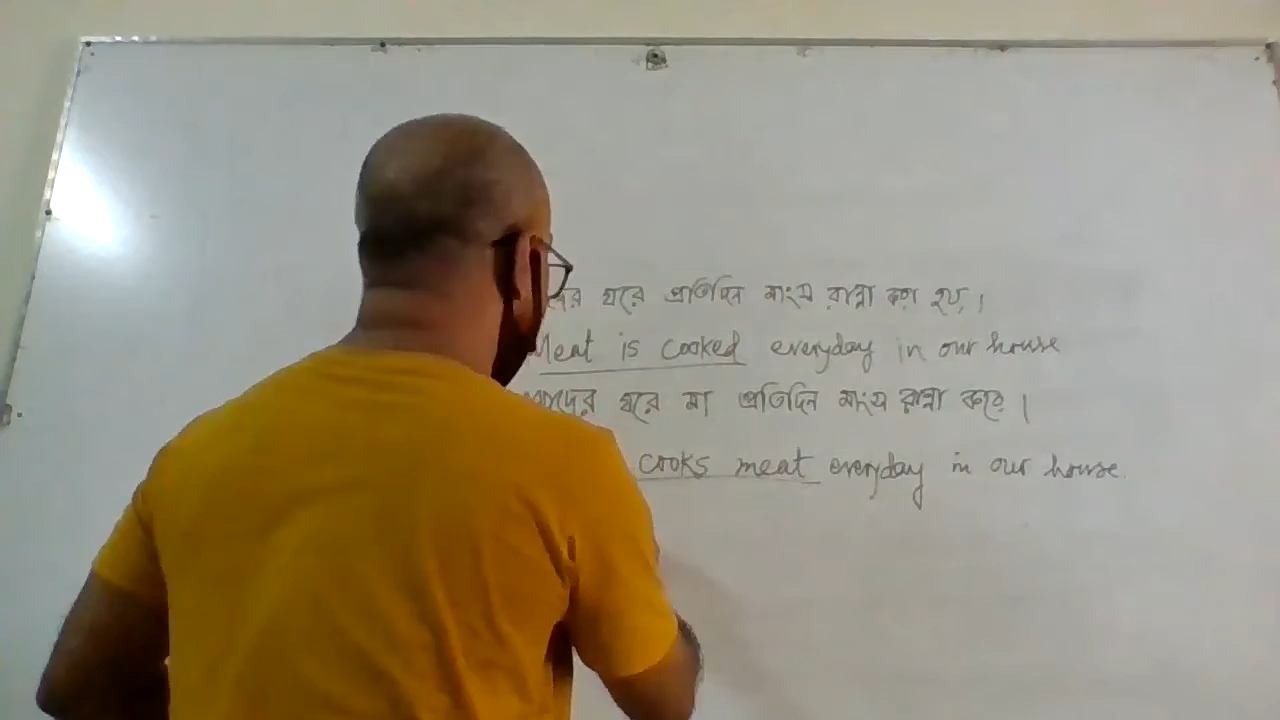 ঘরে প্রতিদিন মাংস রান্না করা হয়।
Meat is cooked everyday in our house
ঘরে মা প্রতিদিন মাংস রান্না করে।
cooks meat everyday in our house.